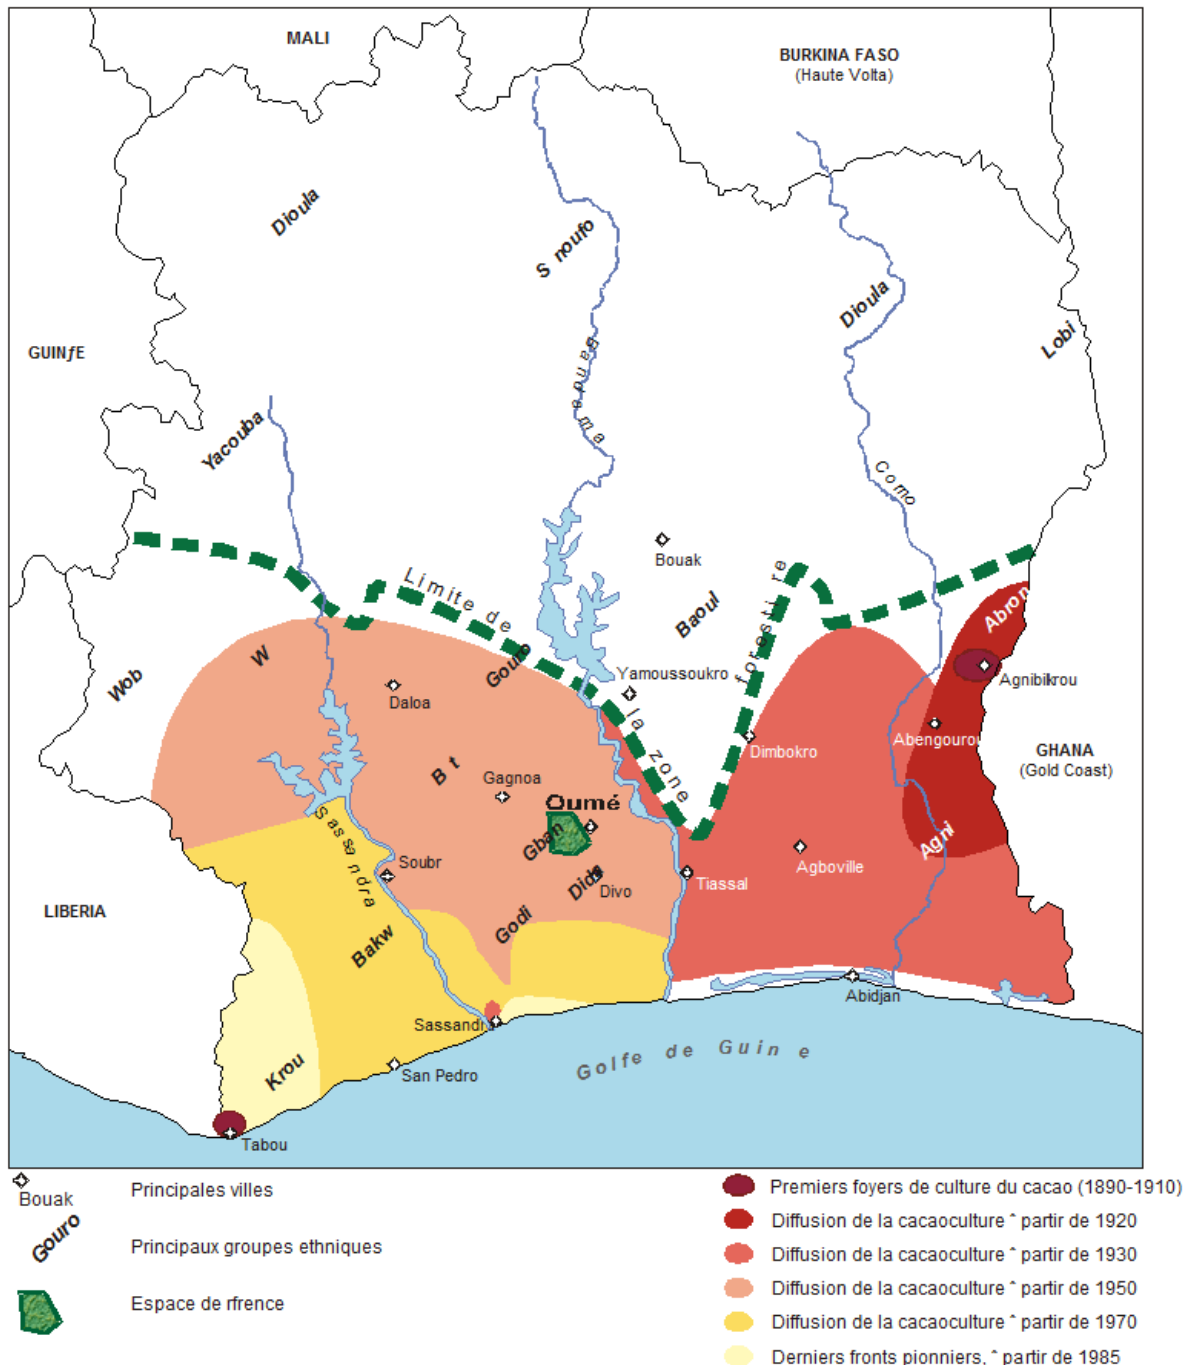 MALI
BURKINA FASO
(Haute Volta)
Dioula
S noufo
Dioula
Lobi
GUINƒE
Bandama
Yacouba
Como
Limite de
la zone
foresti re
Bouak
Baoul
Abron
Gouro
W
Wob
Yamoussoukro
Agnibikrou
Daloa
Abengourou
Dimbokro
GHANA
(Gold Coast)
B t
Gagnoa
Oumé
Gban
Sassandra
Agni
Soubr
Agboville
Dida
Divo
Tiassal
LIBERIA
Godi
Bakw
Abidjan
Sassandr
Golfe de Guin e
Krou
San Pedro
Tabou
Bouak
Principales villes
Gouro
Principaux groupes ethniques
Espace de rfrence
Premiers foyers de culture du cacao (1890-1910)
Diffusion de la cacaoculture ˆ partir de 1920
Diffusion de la cacaoculture ˆ partir de 1930
Diffusion de la cacaoculture ˆ partir de 1950
Diffusion de la cacaoculture ˆ partir de 1970
Derniers fronts pionniers, ˆ partir de 1985